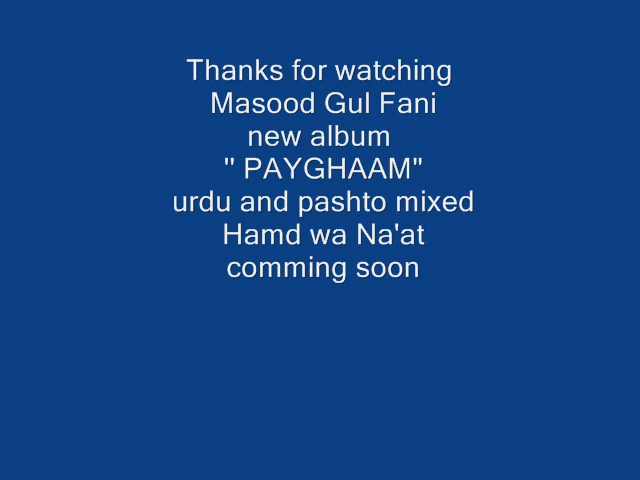 Thanks for watching
Masood Gul Fani
new album
" PAYGHAAM"
urdu and pashto mixed
Hamd wa Na'at
comming soon